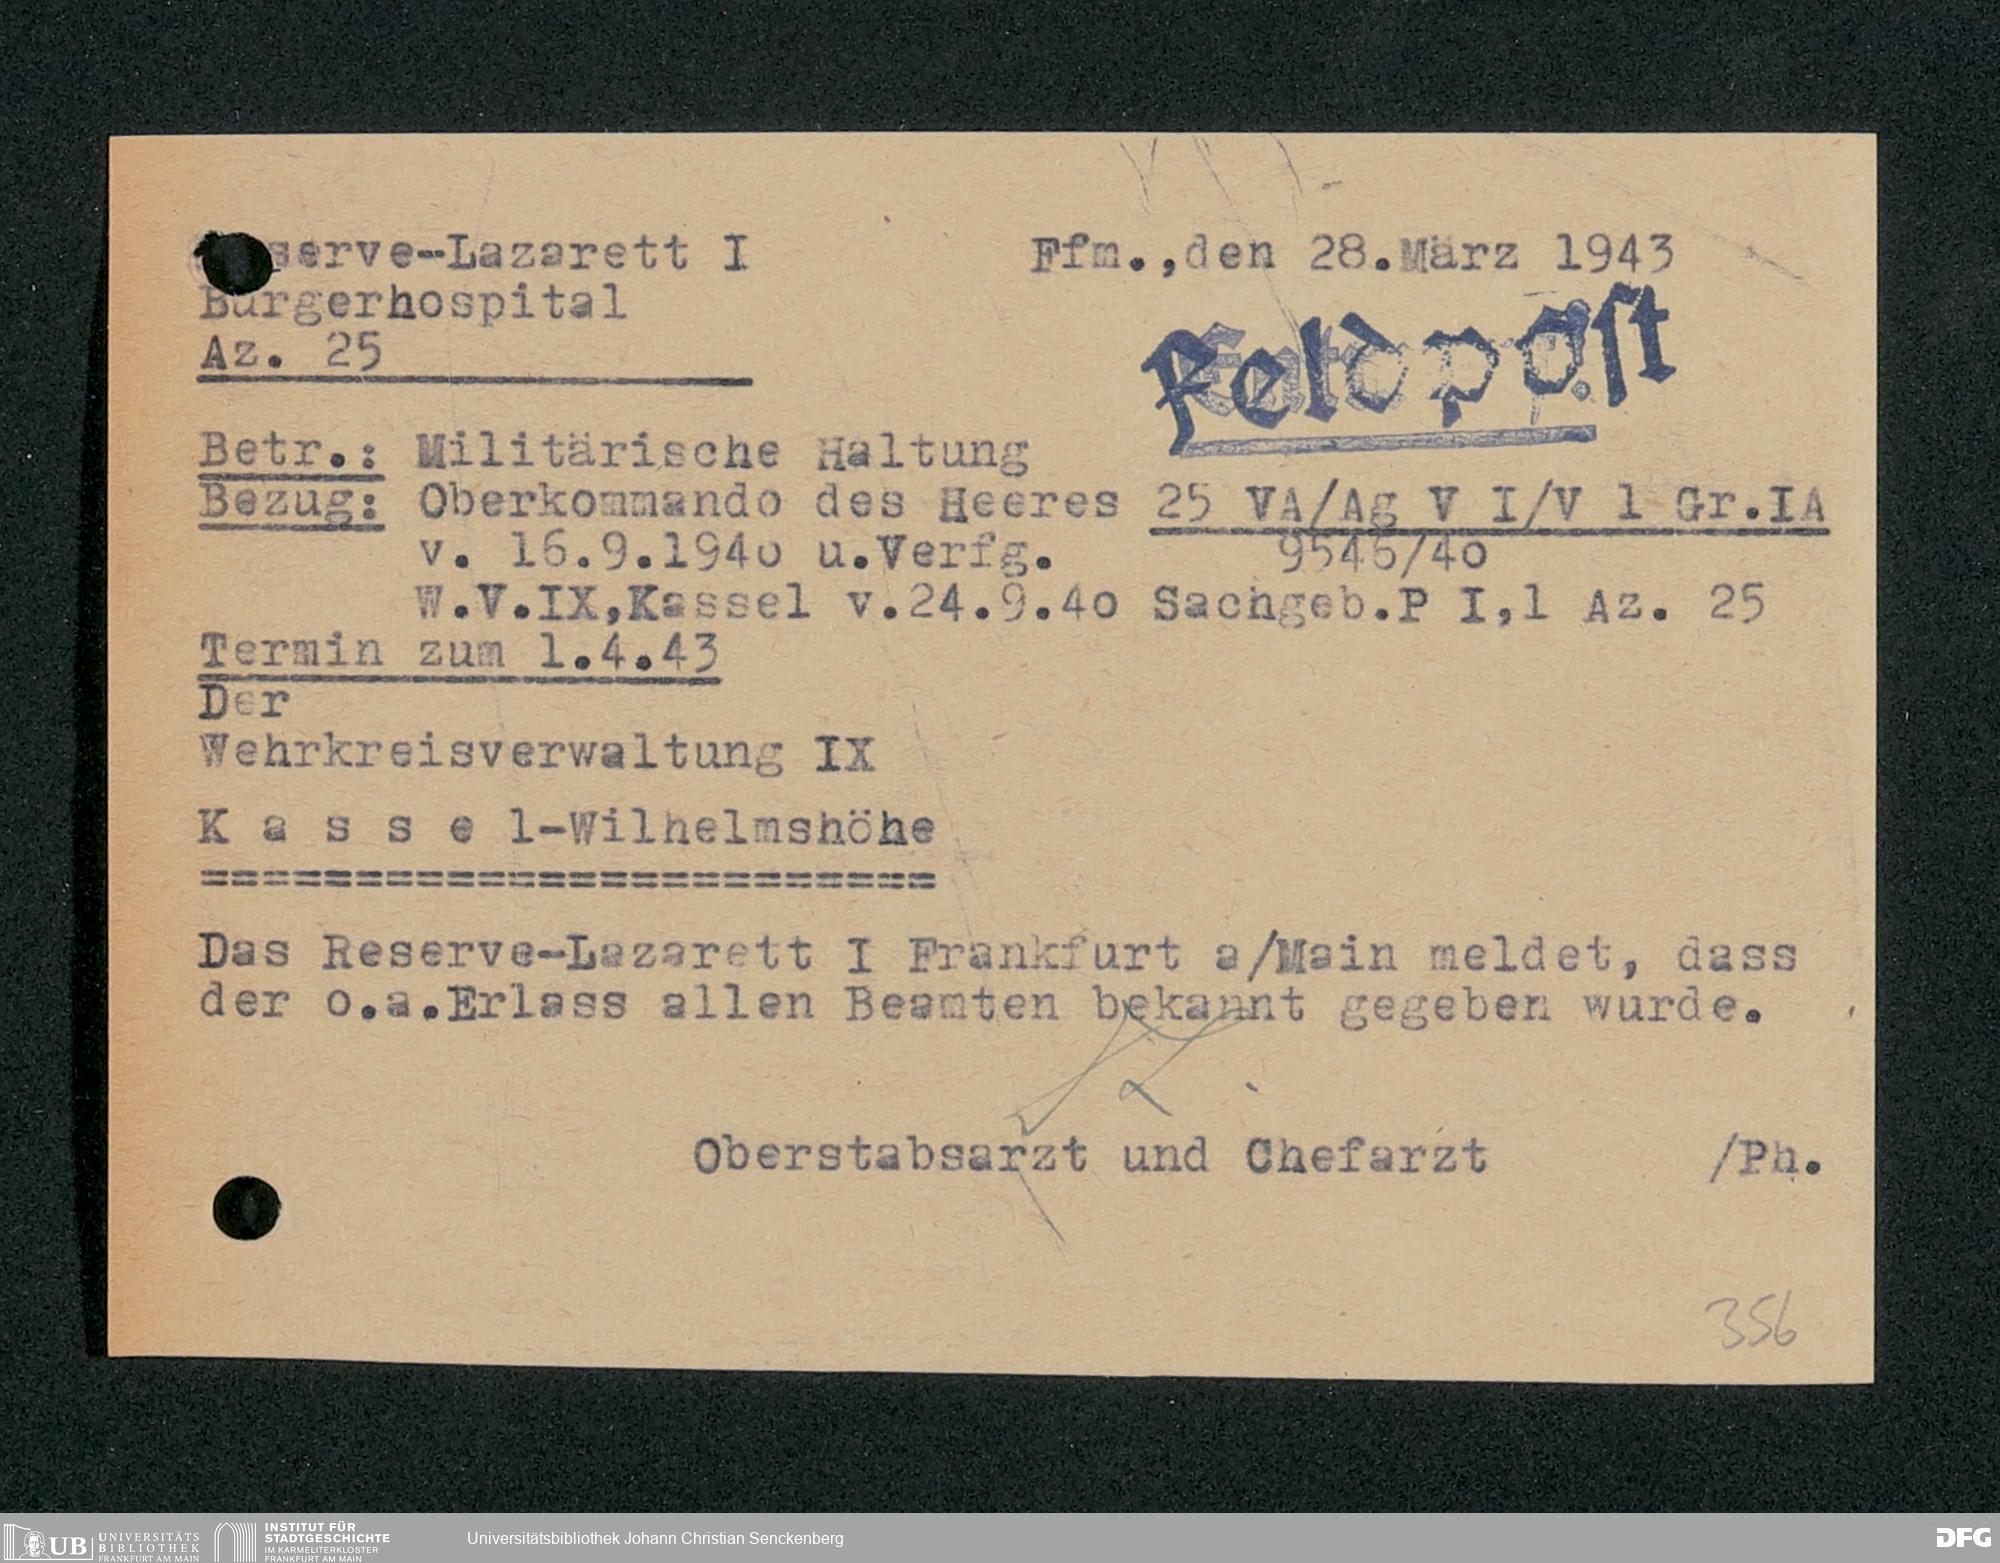 serve-Lazarett I
Ffm.,den 28.März 1943
Bürgerhospital
Az. 25
Feldpost
Betr.: Militärische Haltung
Bezug: Oberkommando des Heeres 25 VA/Ag V I/V 1 Gr.IA
v. 16.9.194o u.Verfg. 9546/4o
W.V.IX,Kassel v.24.9.4o Sachgeb.P I,1 Az. 25
Termin zum 1.4.43
Der
Wehrkreisverwaltung IX
K a s s e l-Wilhelmshöhe
========================
Das Reserve-Lazarett I Frankfurt a/Main meldet, dass
der o.a.Erlass allen Beamten bekannt gegeben wurde.
Oberstabsarzt und Chefarzt /Ph.
356
UB UNIVERSITÄTS
BIBLIOTHEK
FRANKFURT AM MAIN
INSTITUT FÜR
STADTGESCHICHTE
IM KARMELITERKLOSTER
FRANKFURT AM MAIN
Universitätsbibliothek Johann Christian Senckenberg
DFG